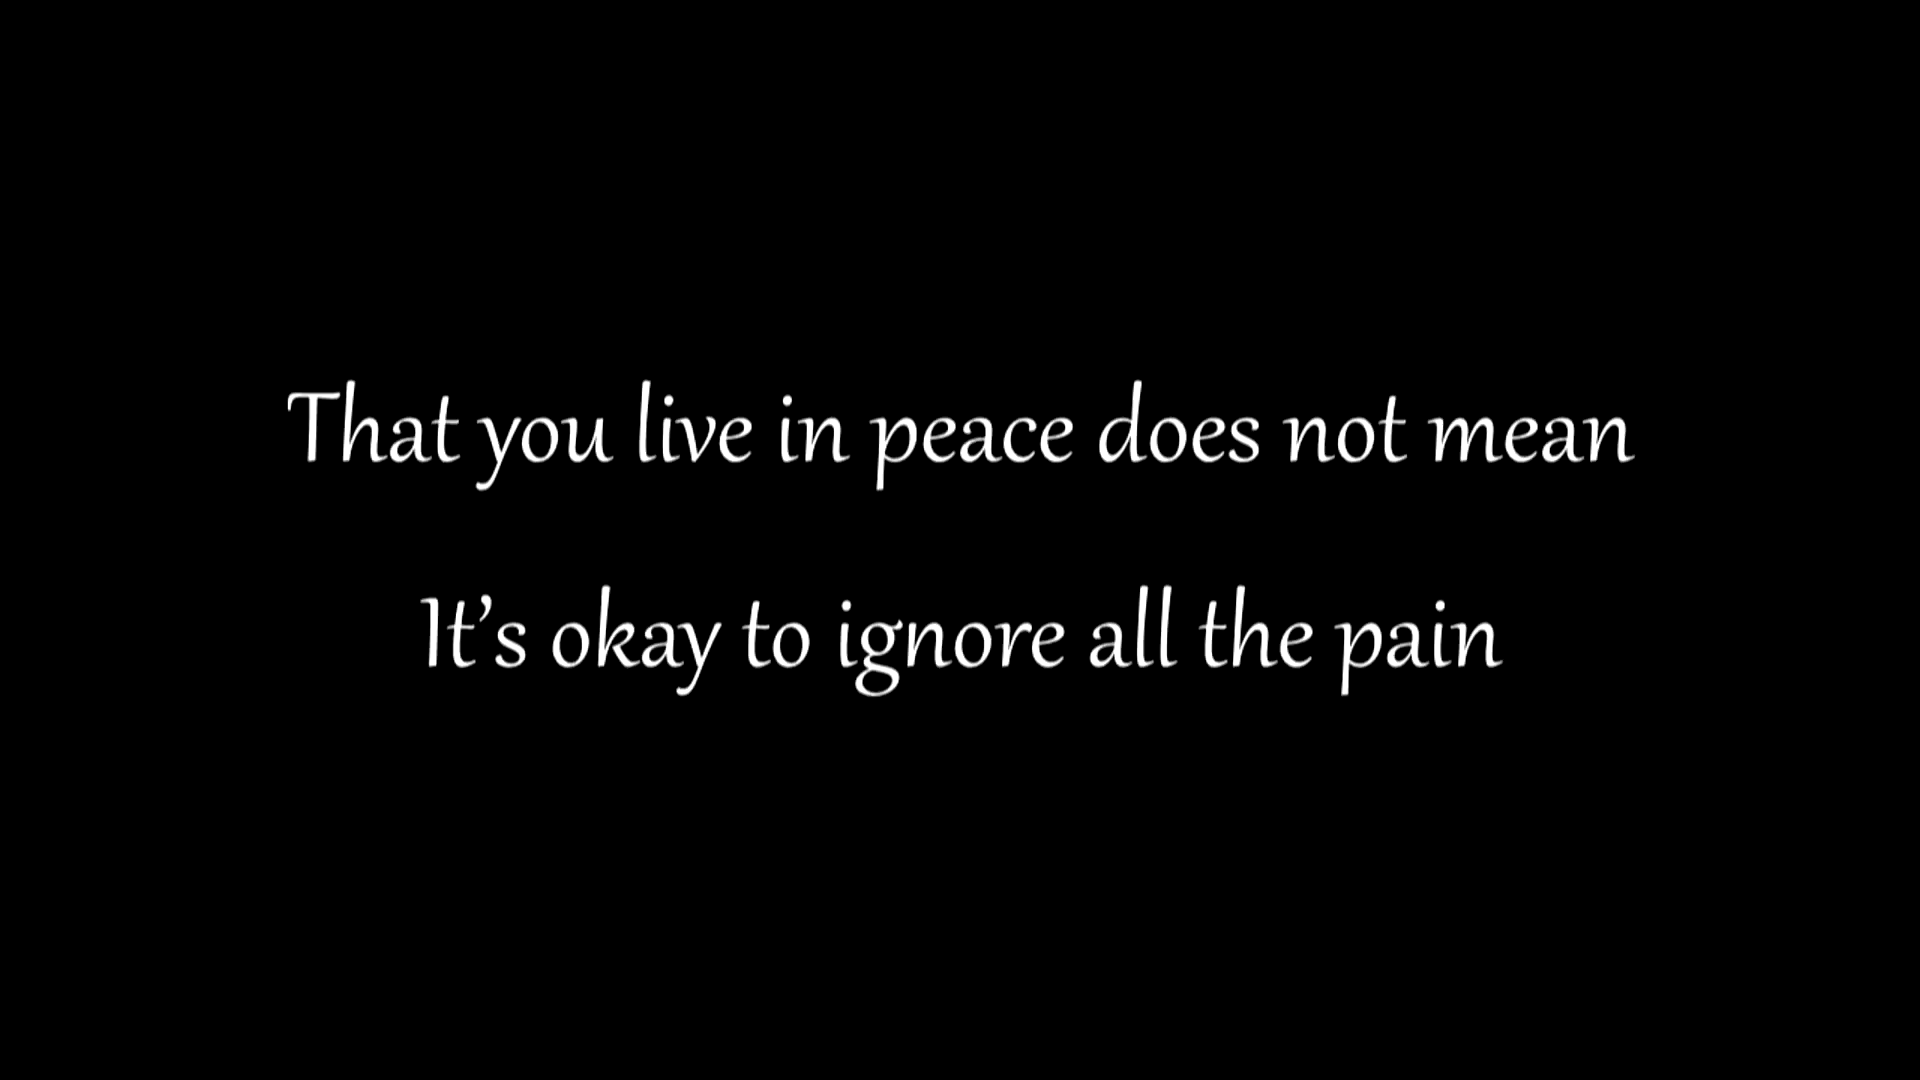 That you live in peace does not mean
It’s okay to ignore all the pain